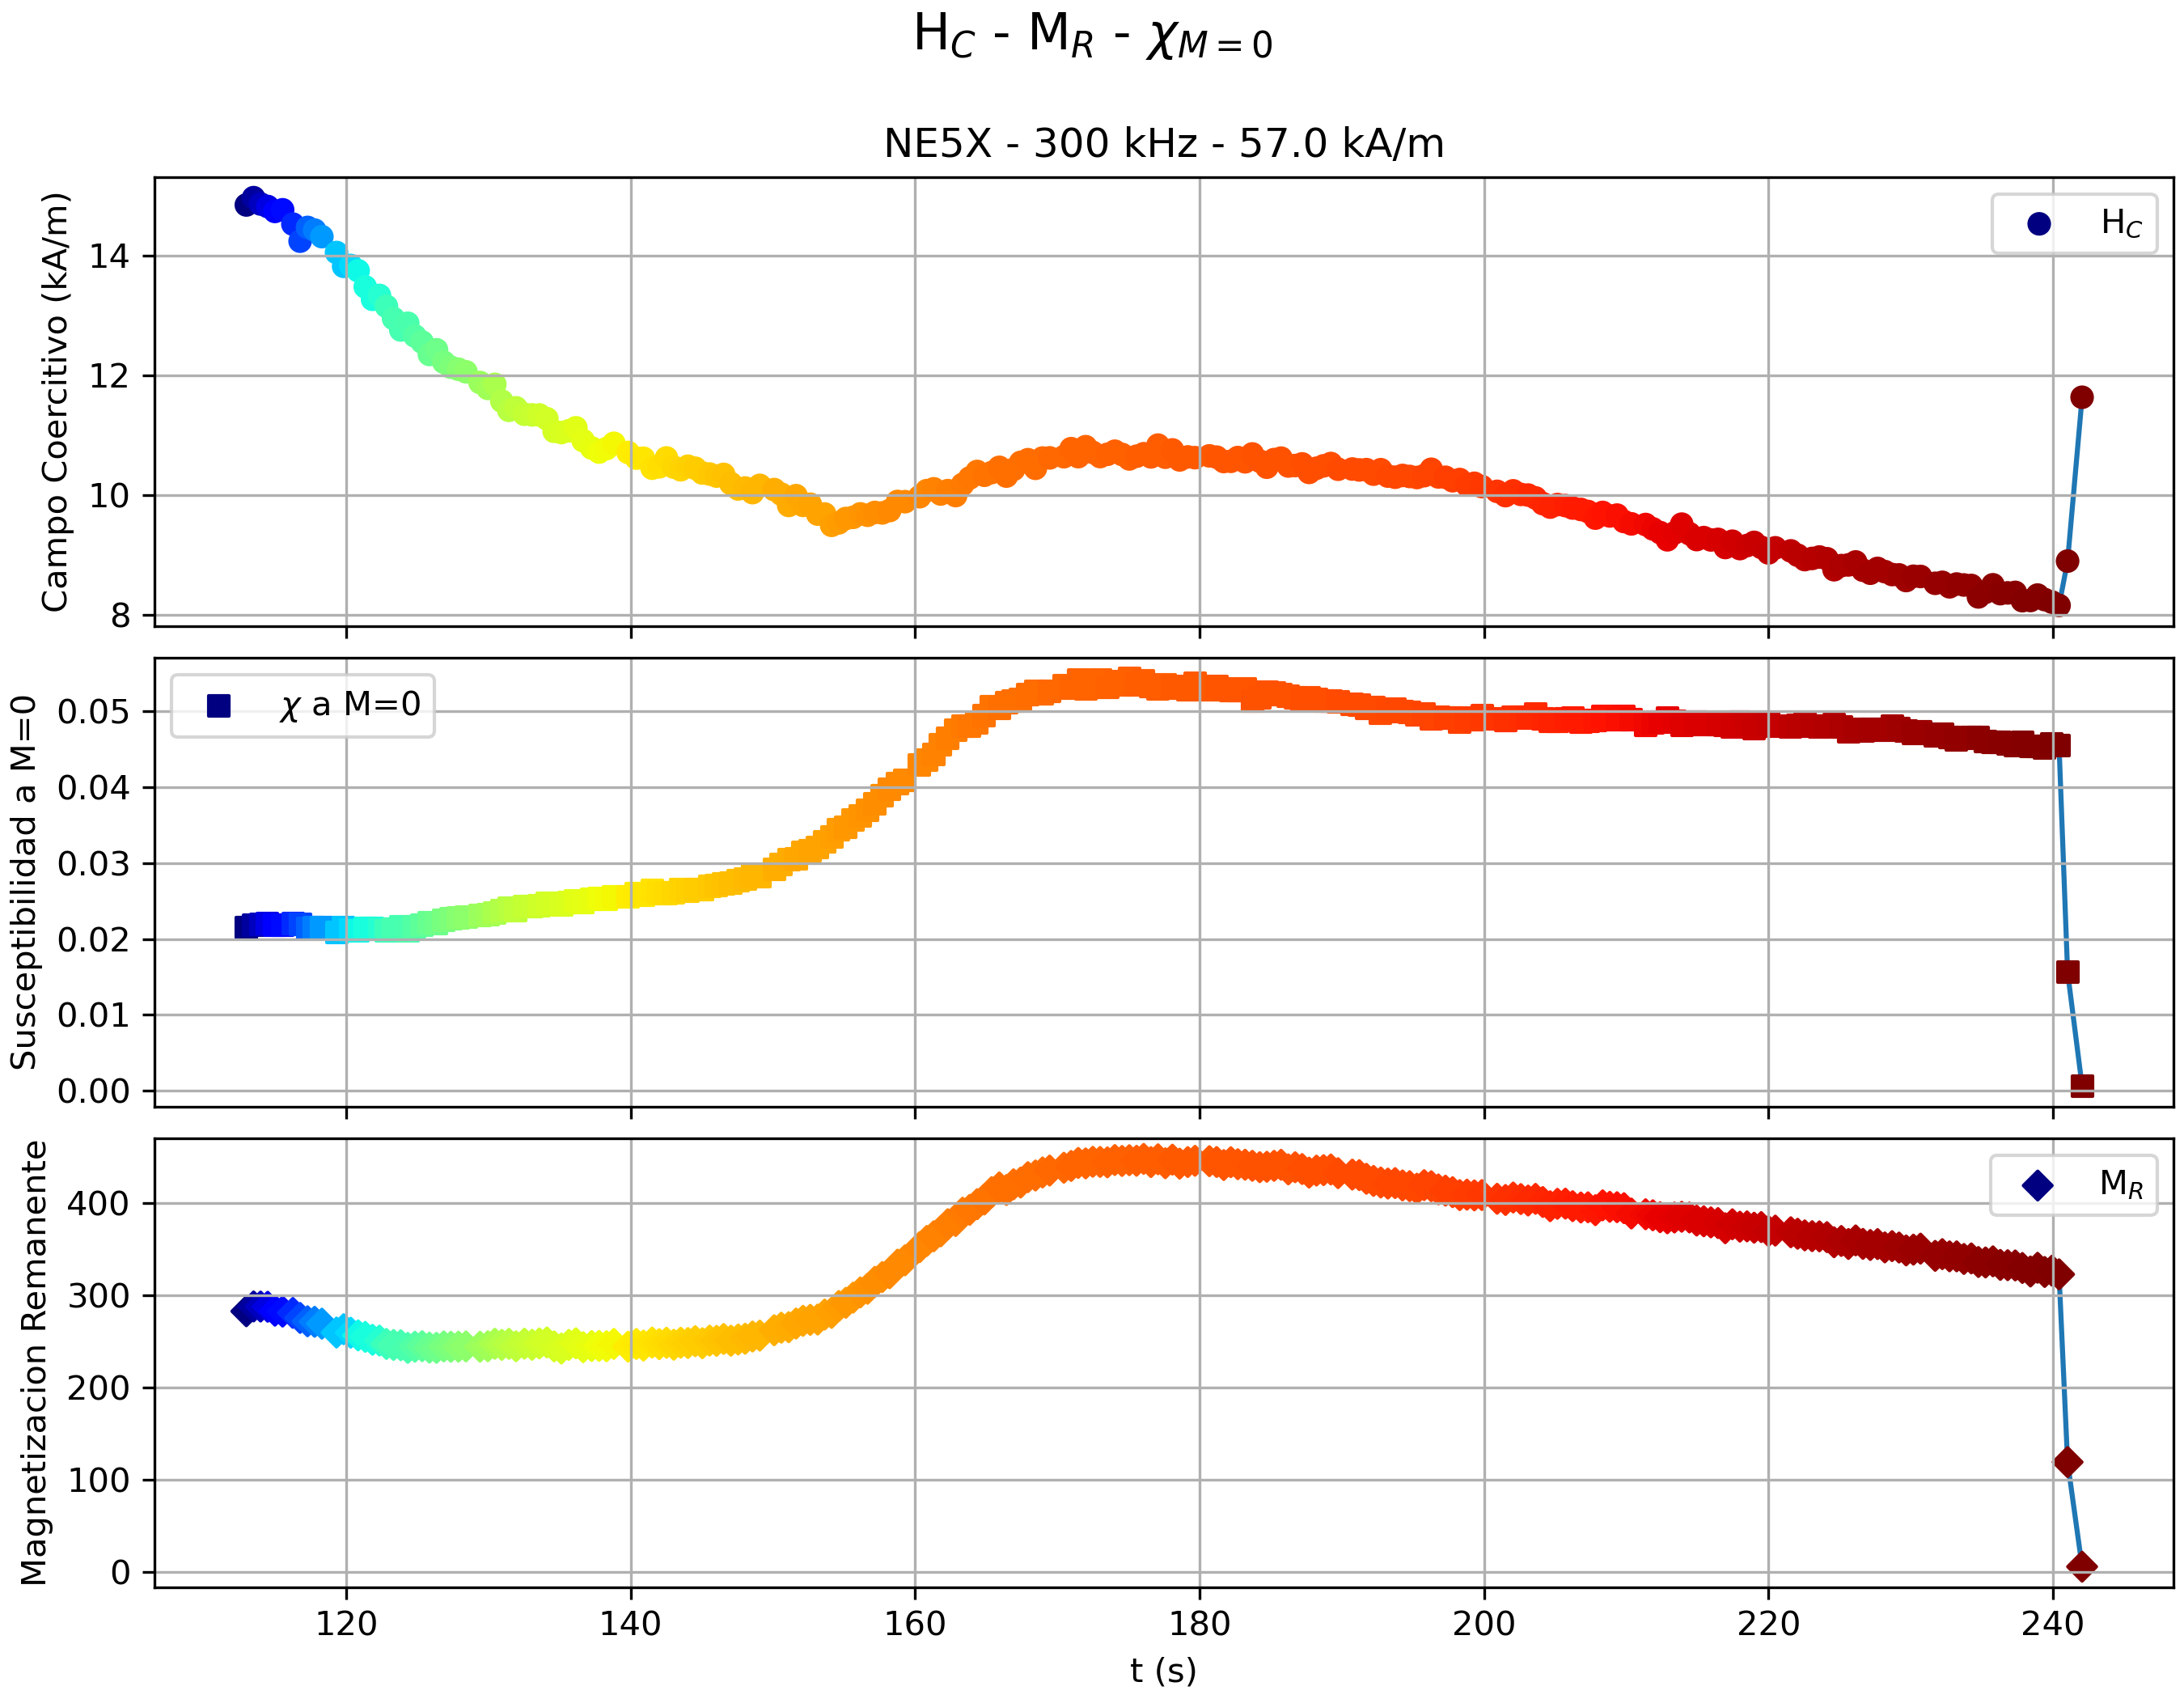 H_C - M_R - χ_{M=0}
NE5X - 300 kHz - 57.0 kA/m
Campo Coercitivo (kA/m)
14
12
10
8
H_C
Susceptibilidad a M=0
0.05
0.04
0.03
0.02
0.01
0.00
χ a M=0
Magnetizacion Remanente
400
300
200
100
0
M_R
120 140 160 180 200 220 240
t (s)